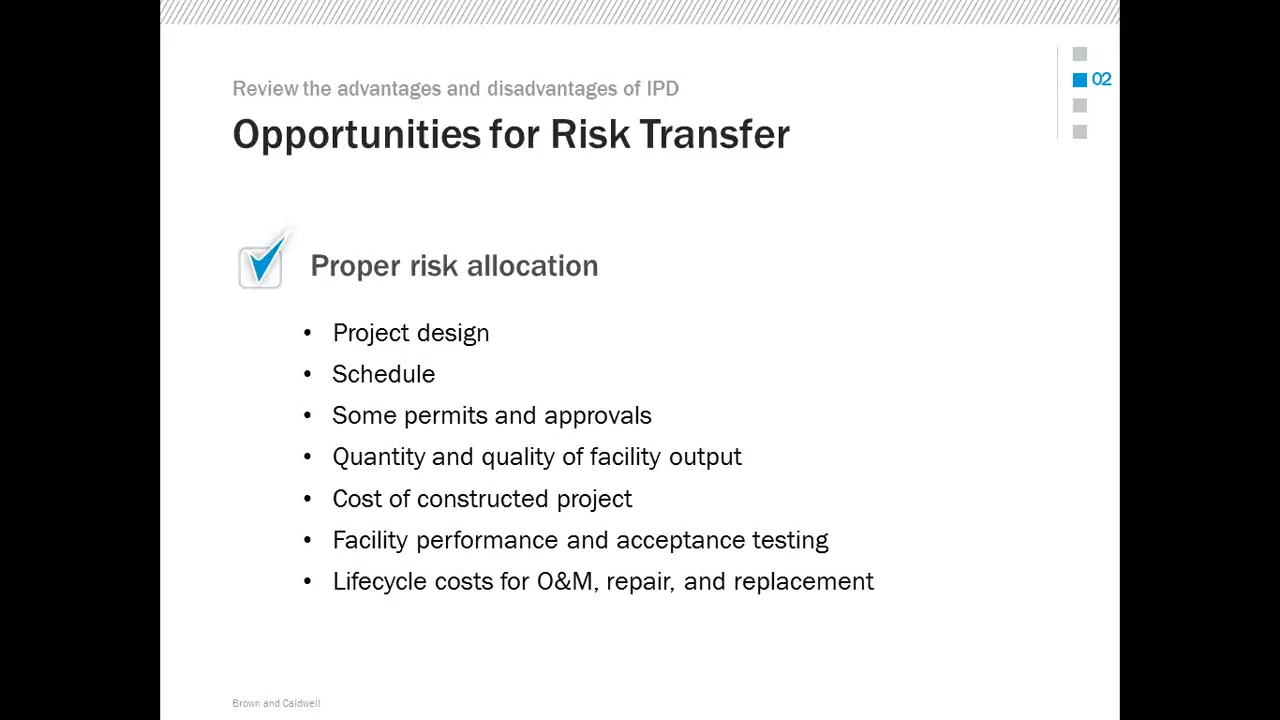 Review the advantages and disadvantages of IPD
Opportunities for Risk Transfer
02
Proper risk allocation
• Project design
• Schedule
• Some permits and approvals
• Quantity and quality of facility output
• Cost of constructed project
• Facility performance and acceptance testing
• Lifecycle costs for O&M, repair, and replacement
Brown and Caldwell